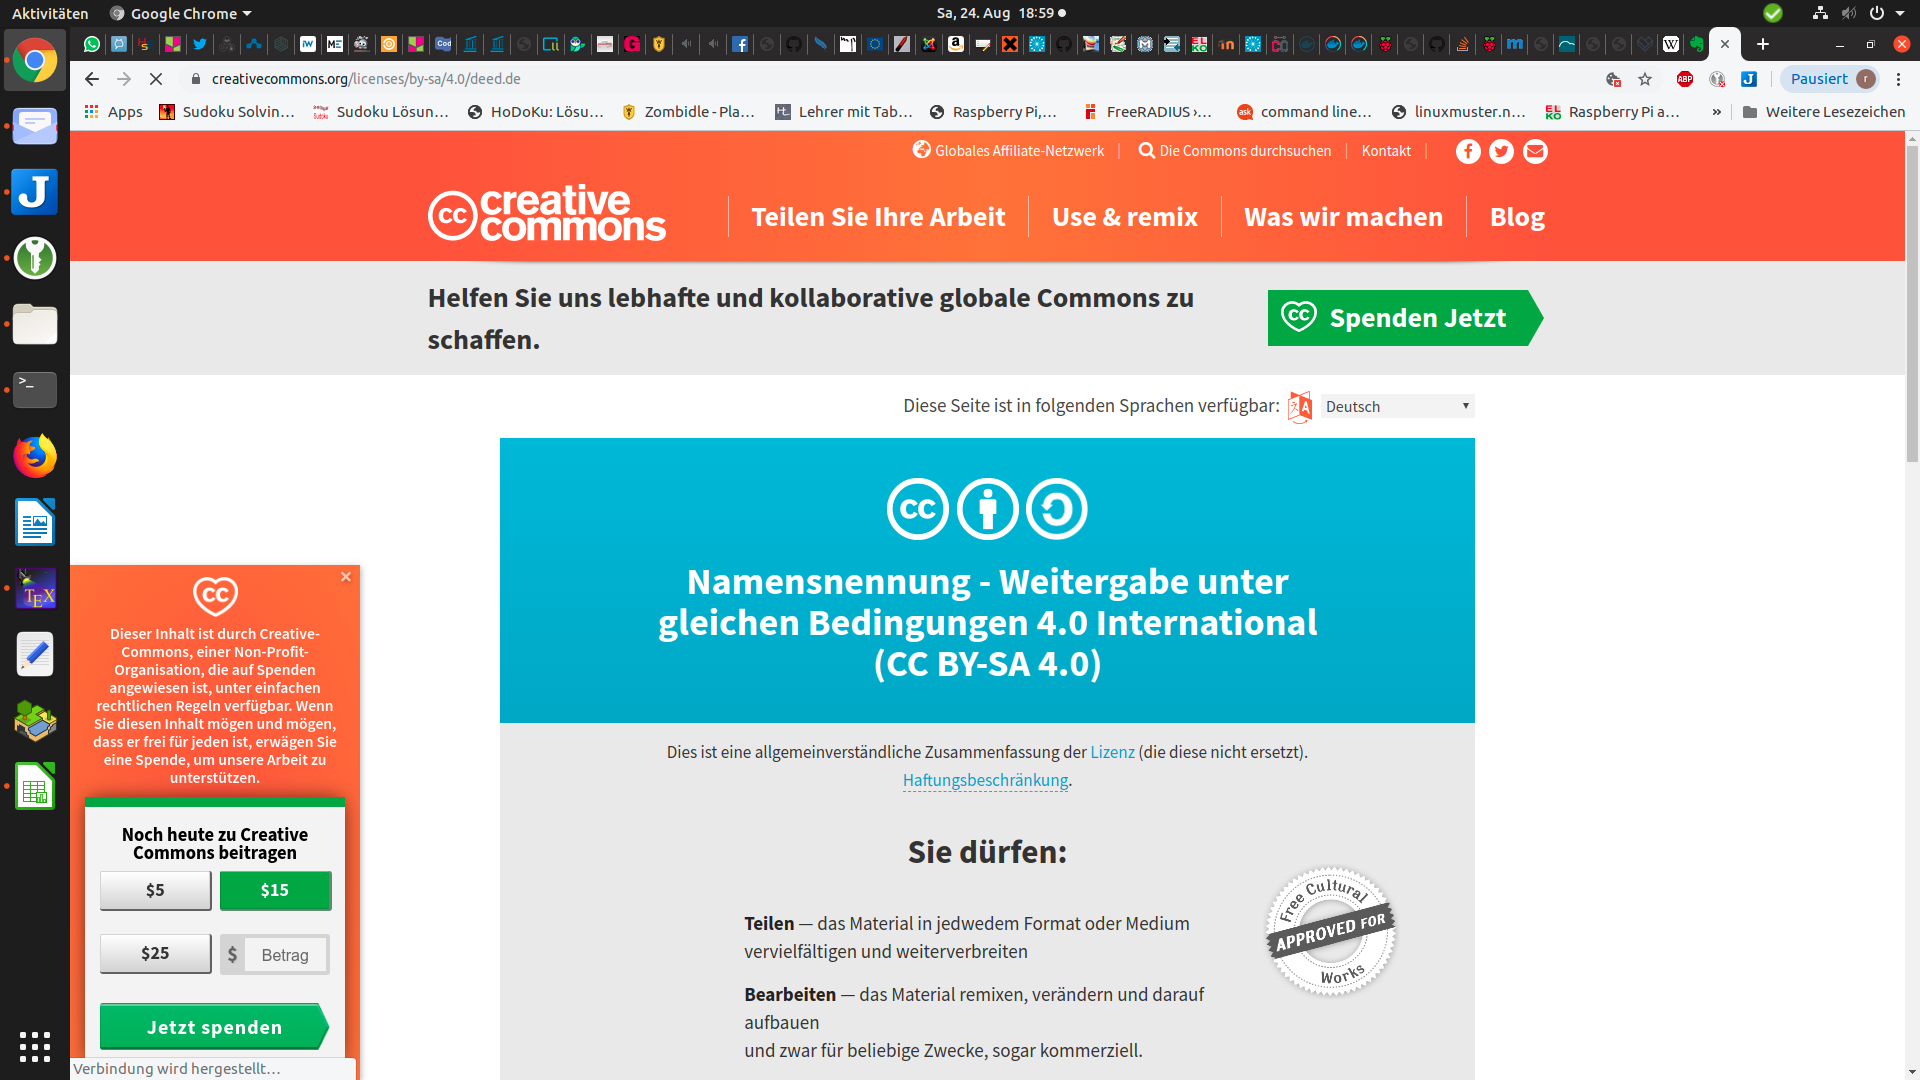 Aktivitäten
Google Chrome
Sa, 24. Aug 18:59
creativecommons.org/licenses/by-sa/4.0/deed.de
Pausiert
r
Apps
Sudoku Solvin…
Sudoku Lösun…
HoDoKu: Lösu…
Zombidle - Pla…
Lehrer mit Tab…
Raspberry Pi,…
FreeRADIUS ›…
command line…
linuxmuster.n…
Raspberry Pi a…
»
Weitere Lesezeichen
Globales Affiliate-Netzwerk
Die Commons durchsuchen
Kontakt
cc creative commons
Teilen Sie Ihre Arbeit
Use & remix
Was wir machen
Blog
Helfen Sie uns lebhafte und kollaborative globale Commons zu
schaffen.
cc Spenden Jetzt
Diese Seite ist in folgenden Sprachen verfügbar:
Deutsch
cc
Namensnennung - Weitergabe unter
gleichen Bedingungen 4.0 International
(CC BY-SA 4.0)
Dies ist eine allgemeinverständliche Zusammenfassung der Lizenz (die diese nicht ersetzt).
Haftungsbeschränkung.
Sie dürfen:
Teilen — das Material in jedwedem Format oder Medium
vervielfältigen und weiterverbreiten
Bearbeiten — das Material remixen, verändern und darauf
aufbauen
und zwar für beliebige Zwecke, sogar kommerziell.
Free Cultural
APPROVED FOR
Works
cc
×
Dieser Inhalt ist durch Creative-
Commons, einer Non-Profit-
Organisation, die auf Spenden
angewiesen ist, unter einfachen
rechtlichen Regeln verfügbar. Wenn
Sie diesen Inhalt mögen und mögen,
dass er frei für jeden ist, erwägen Sie
eine Spende, um unsere Arbeit zu
unterstützen.
Noch heute zu Creative
Commons beitragen
$5
$15
$25
$ Betrag
Jetzt spenden
Verbindung wird hergestellt…